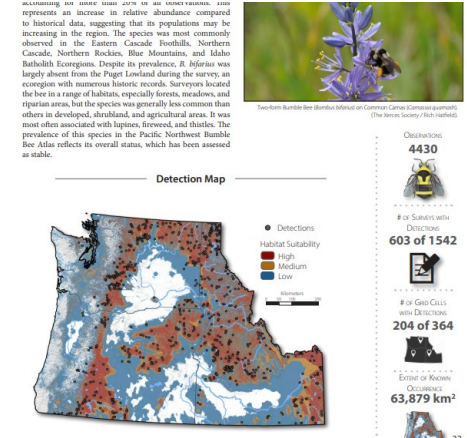 accounting for more than 20% of all observations. This
represents an increase in relative abundance compared
to historical data, suggesting that its populations may be
increasing in the region. The species was most commonly
observed in the Eastern Cascade Foothills, Northern
Cascade, Northern Rockies, Blue Mountains, and Idaho
Batholith Ecoregions. Despite its prevalence, B. bifarius was
largely absent from the Puget Lowland during the survey, an
ecoregion with numerous historic records. Surveyors located
the bee in a range of habitats, especially forests, meadows, and
riparian areas, but the species was generally less common than
others in developed, shrubland, and agricultural areas. It was
most often associated with lupines, fireweed, and thistles. The
prevalence of this species in the Pacific Northwest Bumble
Bee Atlas reflects its overall status, which has been assessed
as stable.
Two-form Bumble Bee (Bombus bifarius) on Common Camas (Camassia quamash).
(The Xerces Society / Rich Hatfield).
Detection Map
Detections
Habitat Suitability
High
Medium
Low
Kilometers
Observations
4430
# of Surveys with
Detections
603 of 1542
# of Grid Cells
with Detections
204 of 364
Extent of Known
Occurrence
63,879 km²